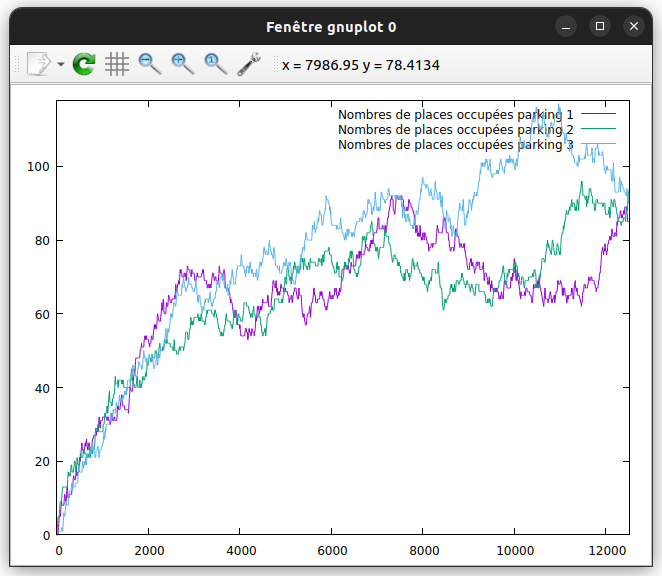 Fenêtre gnuplot 0
x = 7986.95 y = 78.4134
Nombres de places occupées parking 1
Nombres de places occupées parking 2
Nombres de places occupées parking 3
100
80
60
40
20
0
0 2000 4000 6000 8000 10000 12000